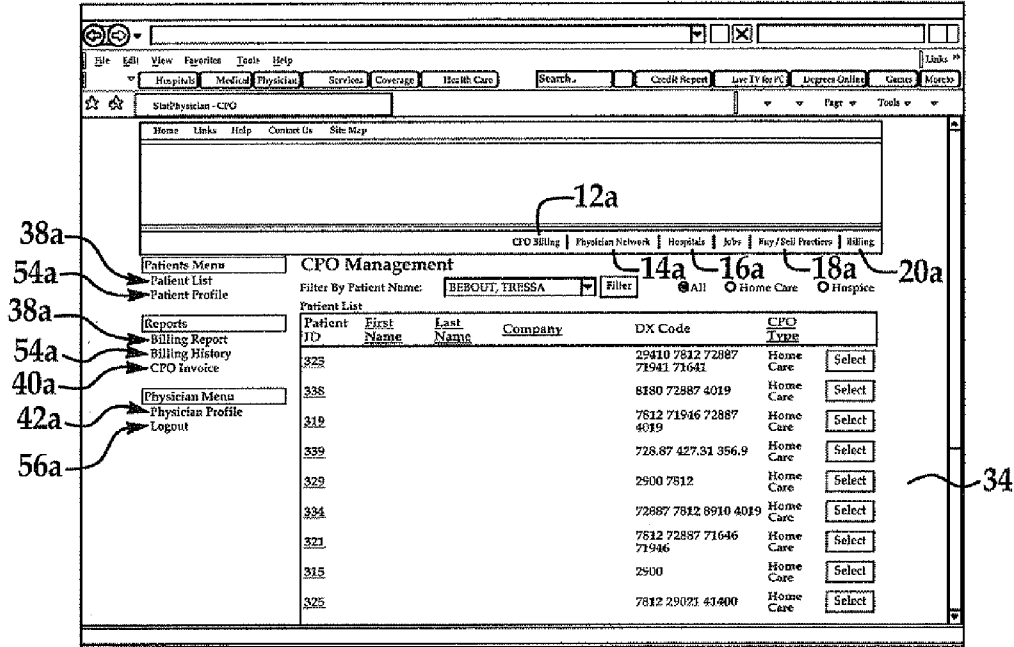 File Edit View Favorites Tools Help
Links »
Hospitals Medical Physician Services Coverage Health Care Search.. Credit Report Live TV for PC Degrees Online Games More>>
StatPhysician - CPO Page Tools
Home Links Help Contact Us Site Map
12a
CPO Billing | Physician Network | Hospitals | Jobs | Buy/Sell Practices | Billing
14a 16a 18a 20a
38a
54a
38a
54a
40a
42a
56a
Patients Menu
Patient List
Patient Profile
Reports
Billing Report
Billing History
CPO Invoice
Physician Menu
Physician Profile
Logout
CPO Management
Filter By Patient Name: BEBOUT, TRESSA Filter All Home Care Hospice
Patient List
Patient ID First Name Last Name Company DX Code CPO Type
323 29410 7812 72887 71941 71641 Home Care Select
338 8180 72887 4019 Home Care Select
319 7812 71946 72887 4019 Home Care Select
339 728.87 427.31 356.9 Home Care Select
329 2900 7812 Home Care Select
334 72887 7812 8910 4019 Home Care Select
321 7812 72887 71646 71946 Home Care Select
315 2900 Home Care Select
325 7812 29021 41400 Home Care Select
34